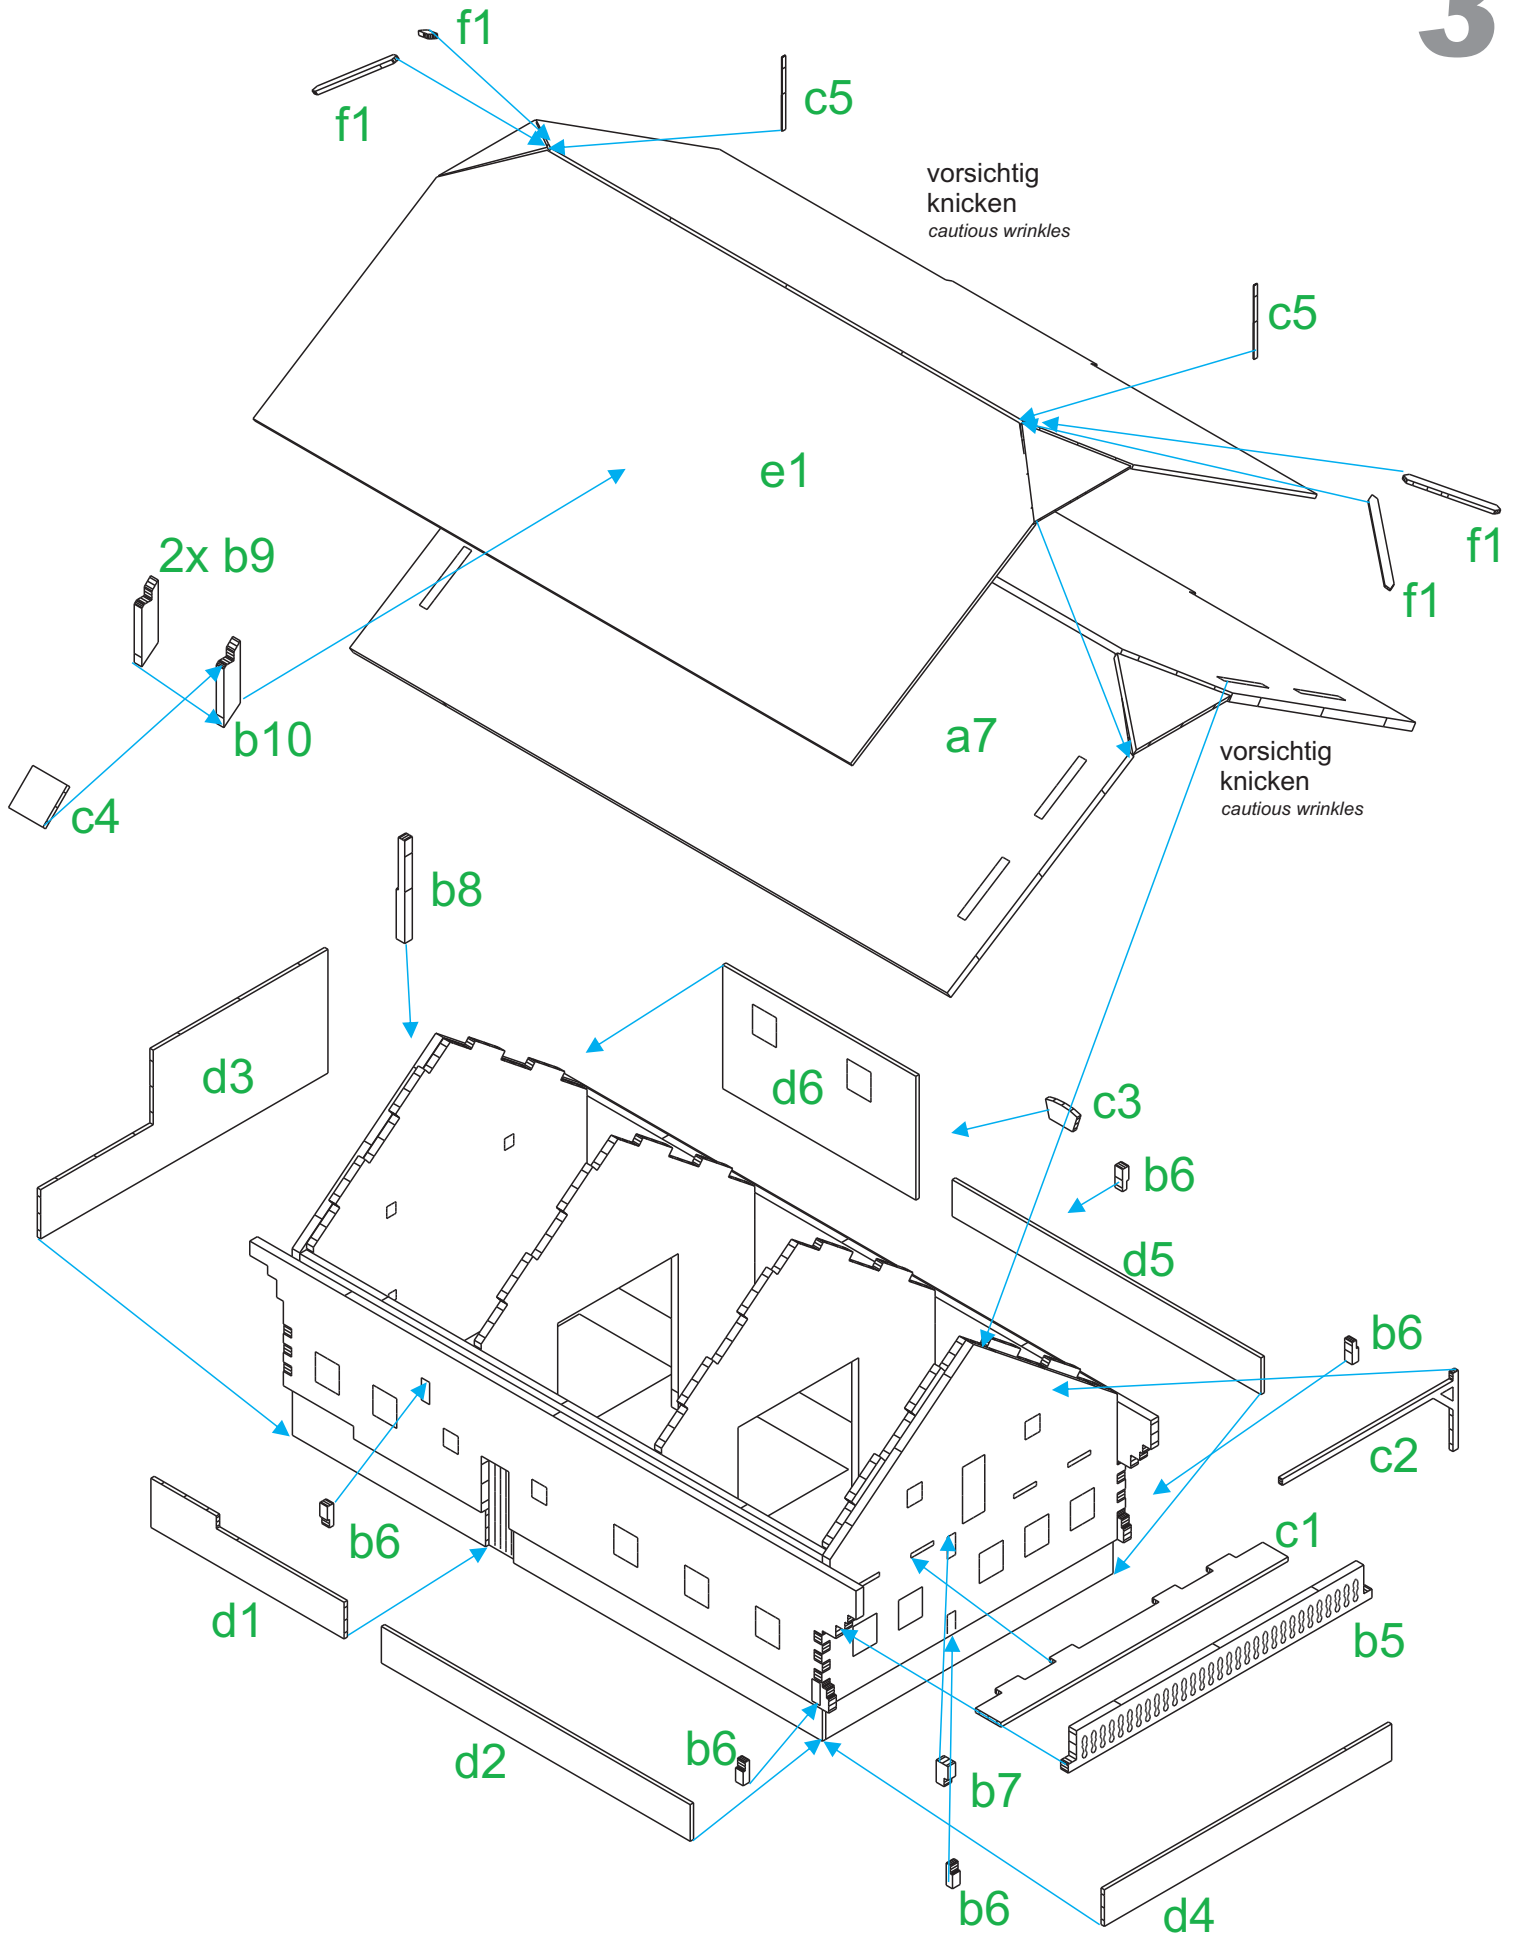 3
f1
f1
c5
vorsichtig
knicken
cautious wrinkles
c5
e1
f1
f1
2x b9
b10
a7
vorsichtig
knicken
cautious wrinkles
c4
b8
d3
d6
c3
b6
d5
b6
c2
c1
b6
d1
b5
d2
b6
b7
b6
d4